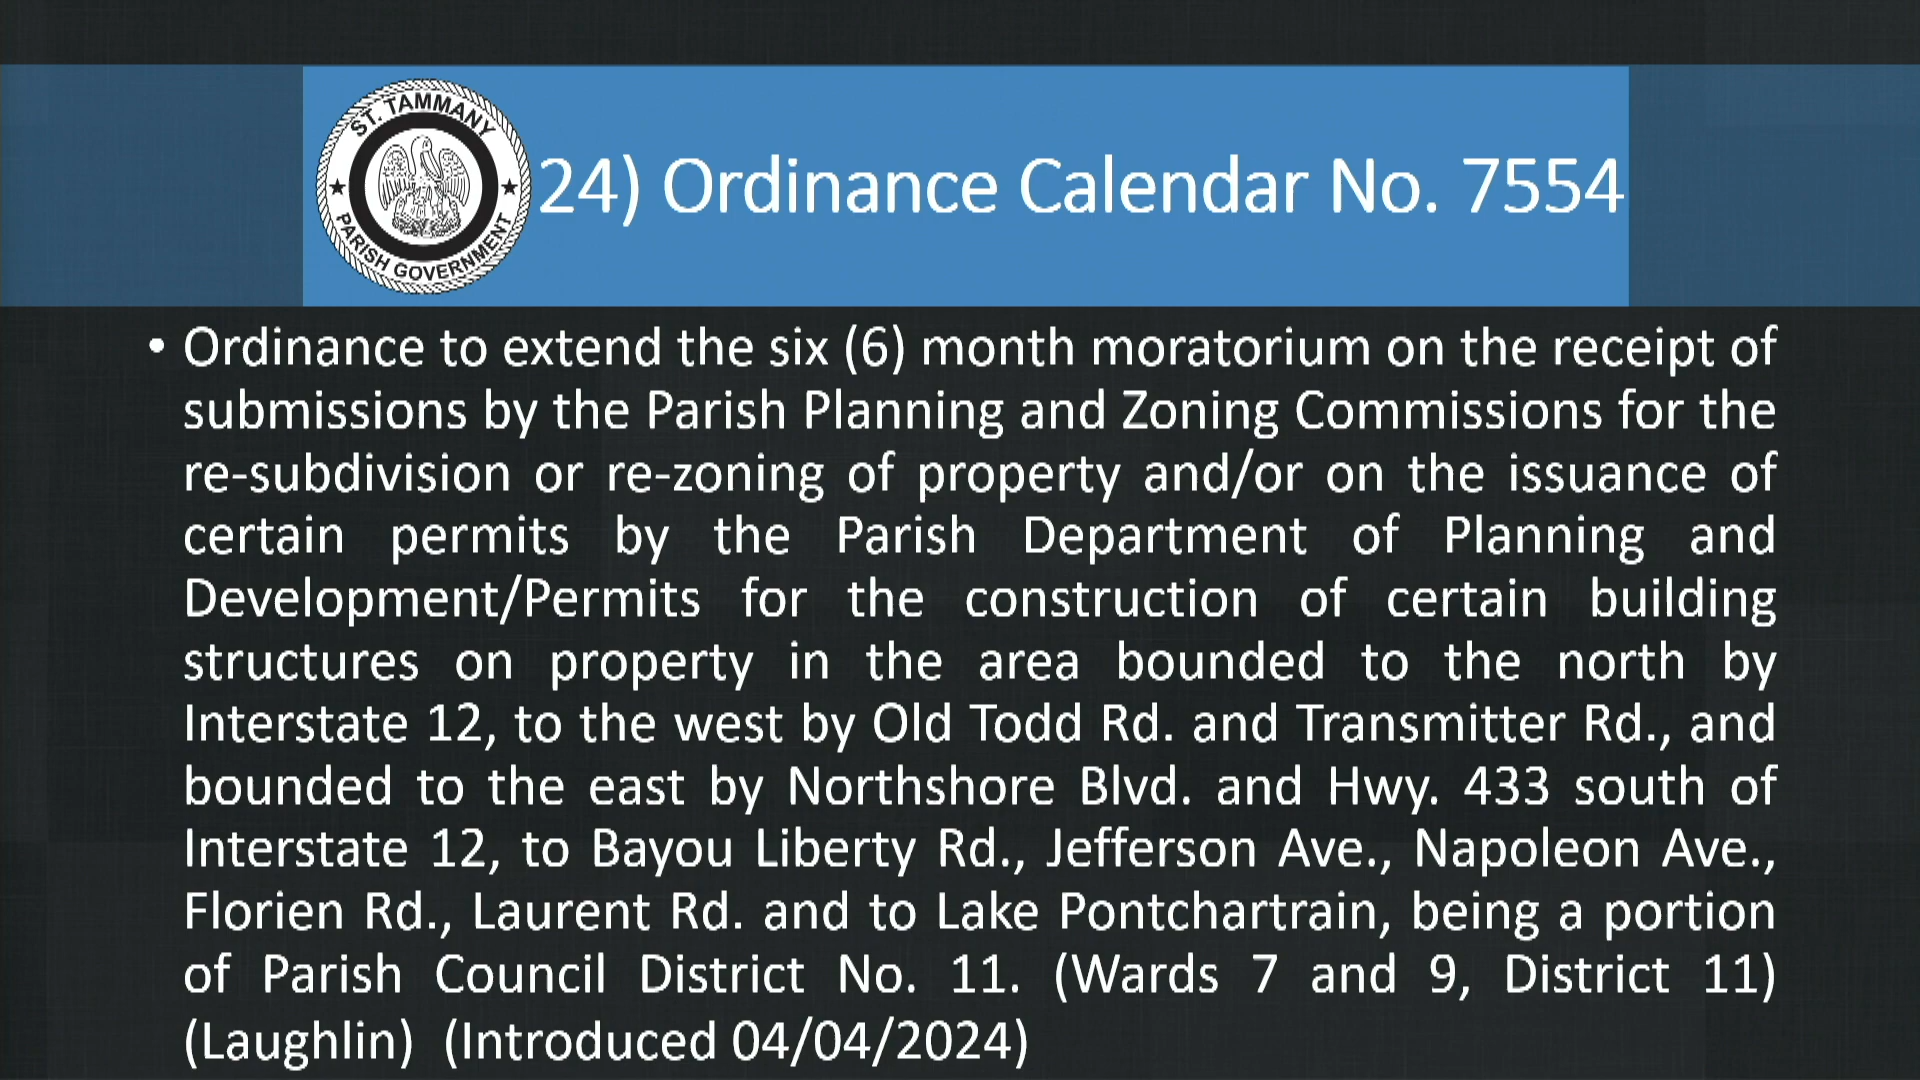 ST. TAMMANY
PARISH GOVERNMENT
24) Ordinance Calendar No. 7554
• Ordinance to extend the six (6) month moratorium on the receipt of
submissions by the Parish Planning and Zoning Commissions for the
re-subdivision or re-zoning of property and/or on the issuance of
certain permits by the Parish Department of Planning and
Development/Permits for the construction of certain building
structures on property in the area bounded to the north by
Interstate 12, to the west by Old Todd Rd. and Transmitter Rd., and
bounded to the east by Northshore Blvd. and Hwy. 433 south of
Interstate 12, to Bayou Liberty Rd., Jefferson Ave., Napoleon Ave.,
Florien Rd., Laurent Rd. and to Lake Pontchartrain, being a portion
of Parish Council District No. 11. (Wards 7 and 9, District 11)
(Laughlin) (Introduced 04/04/2024)